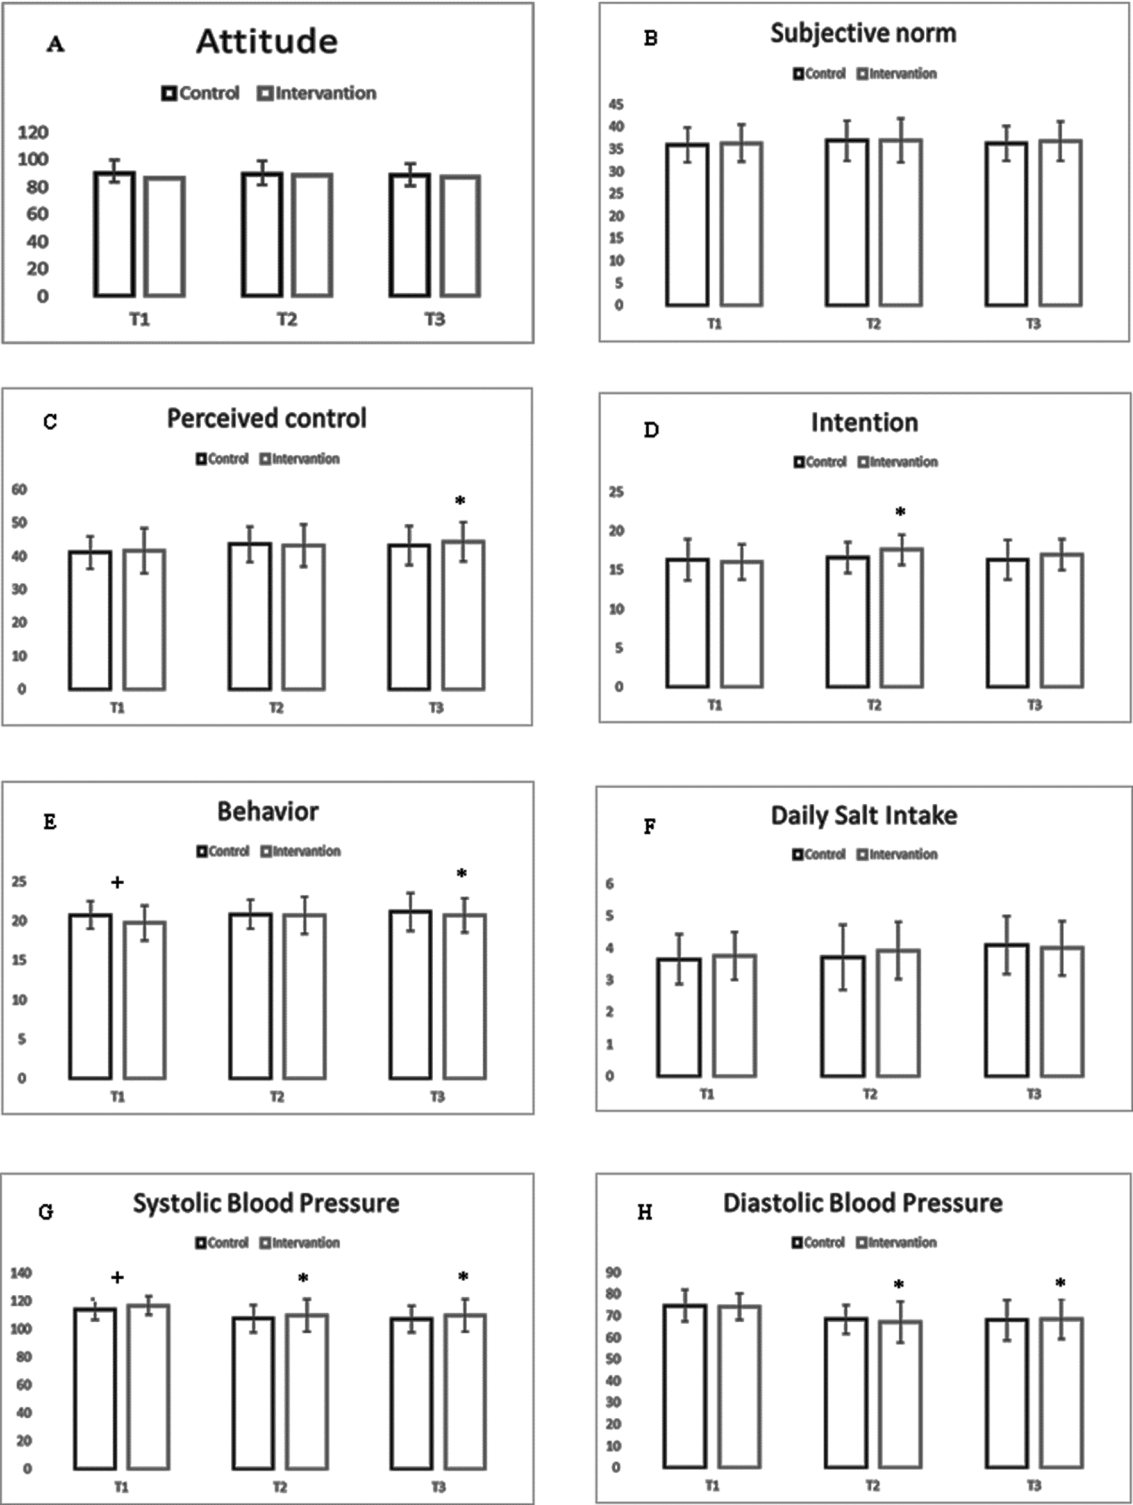 A
Attitude
Control Intervantion
120
100
80
60
40
20
0
T1 T2 T3
B
Subjective norm
Control Intervantion
45
40
35
30
25
20
15
10
5
0
T1 T2 T3
C
Perceived control
Control Intervantion
*
60
50
40
30
20
10
0
T1 T2 T3
D
Intention
Control Intervantion
*
25
20
15
10
5
0
T1 T2 T3
E
Behavior
Control Intervantion
+ *
25
20
15
10
5
0
T1 T2 T3
F
Daily Salt Intake
Control Intervantion
6
5
4
3
2
1
0
T1 T2 T3
G
Systolic Blood Pressure
Control Intervantion
+ * *
140
120
100
80
60
40
20
0
T1 T2 T3
H
Diastolic Blood Pressure
Control Intervantion
* *
90
80
70
60
50
40
30
20
10
0
T1 T2 T3